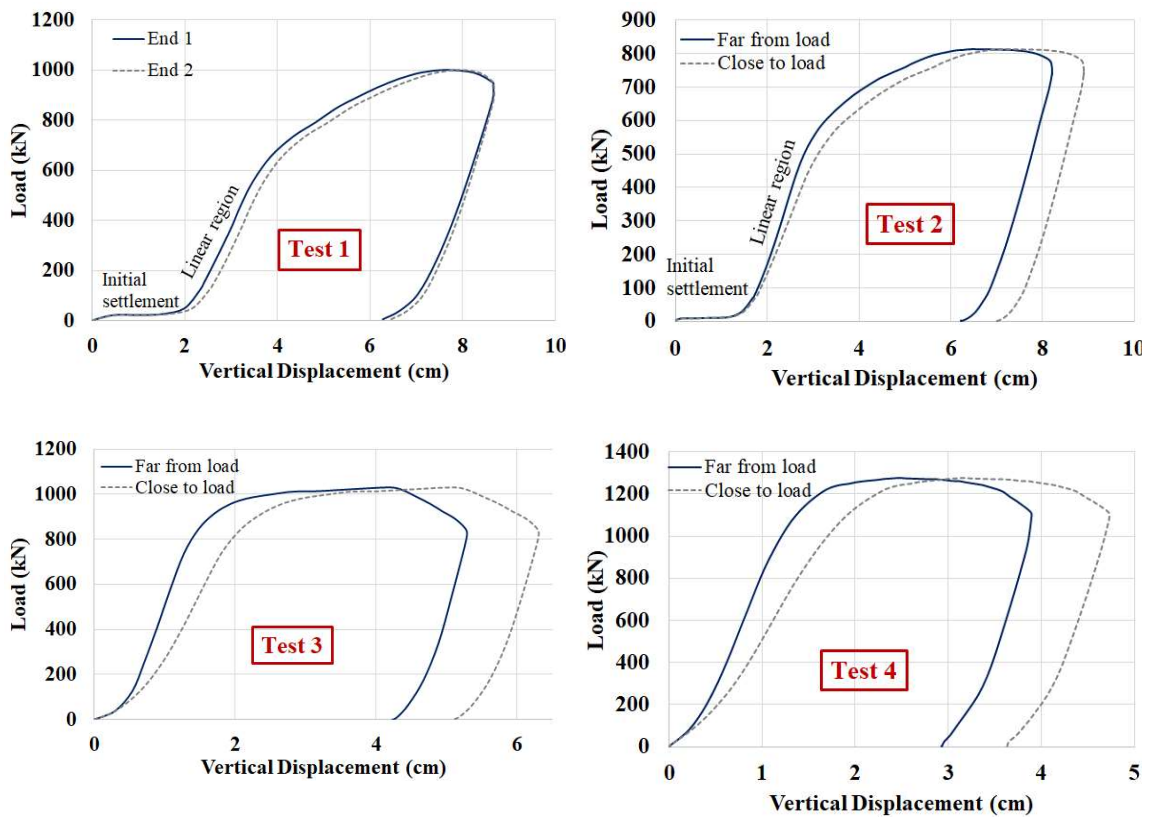 1200
1000
800
600
400
200
0
Load (kN)
End 1
End 2
Linear region
Initial
settlement
Test 1
0 2 4 6 8 10
Vertical Displacement (cm)
900
800
700
600
500
400
300
200
100
0
Load (kN)
Far from load
Close to load
Linear region
Initial
settlement
Test 2
0 2 4 6 8 10
Vertical Displacement (cm)
1200
1000
800
600
400
200
0
Load (kN)
Far from load
Close to load
Test 3
0 2 4 6
Vertical Displacement (cm)
1400
1200
1000
800
600
400
200
0
Load (kN)
Far from load
Close to load
Test 4
0 1 2 3 4 5
Vertical Displacement (cm)